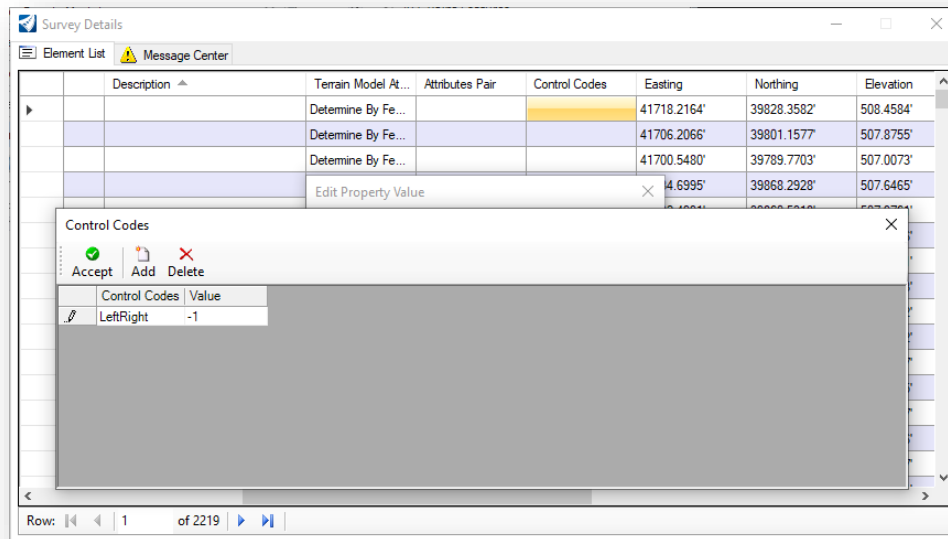 Survey Details
Element List Message Center
Description Terrain Model At... Attributes Pair Control Codes Easting Northing Elevation
Determine By Fe... 41718.2164' 39828.3582' 508.4584'
Determine By Fe... 41706.2066' 39801.1577' 507.8755'
Determine By Fe... 41700.5480' 39789.7703' 507.0073'
Edit Property Value 4.6995' 39868.2928' 507.6465'
Control Codes
Accept Add Delete
Control Codes Value
LeftRight -1
Row: 1 of 2219